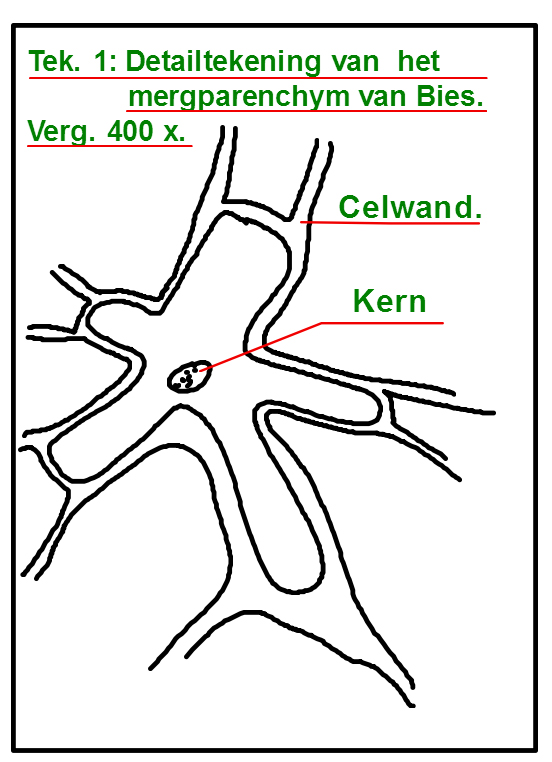 Tek. 1: Detailtekening van het
mergparenchym van Bies.
Verg. 400 x.
Celwand.
Kern